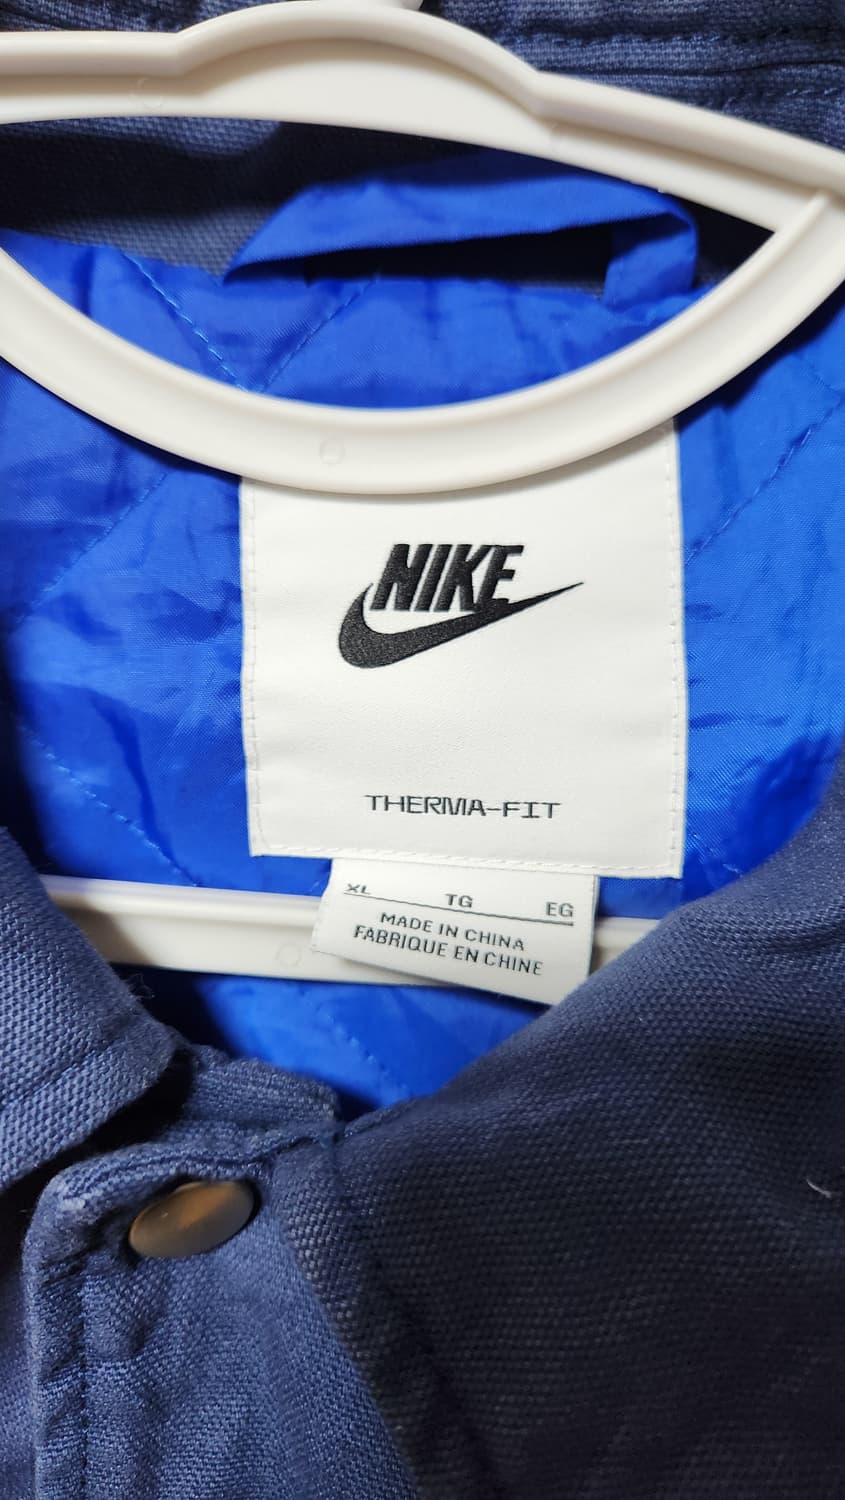 NIKE
THERMA-FIT
XL TG EG
MADE IN CHINA
FABRIQUE EN CHINE